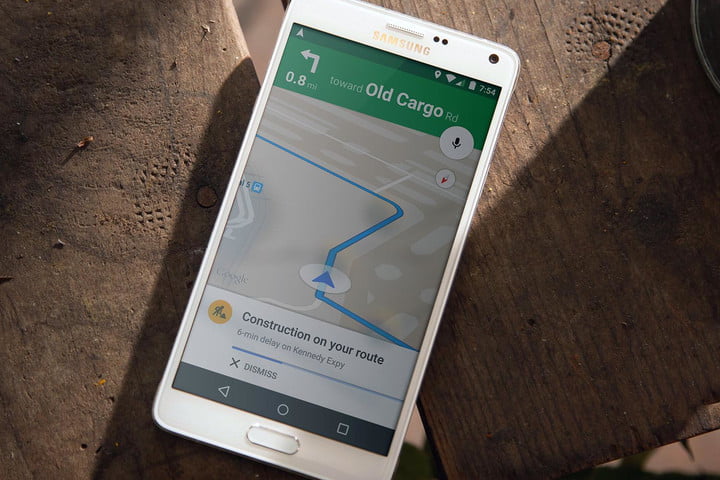 SAMSUNG
7:54
toward Old Cargo Rd
0.8 mi
N 5
Google
Construction on your route
6-min delay on Kennedy Expy
DISMISS